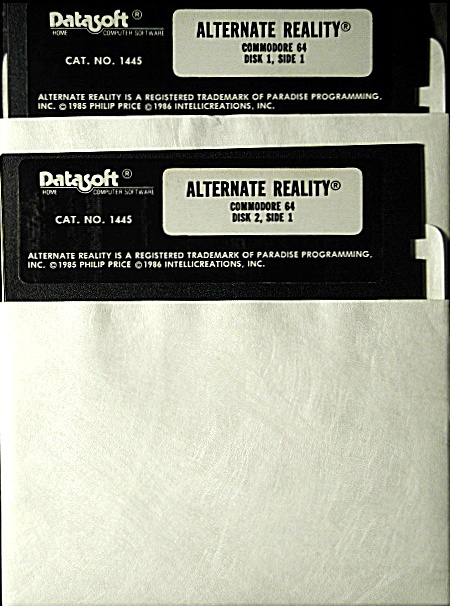 Datasoft®
HOME COMPUTER SOFTWARE
CAT. NO. 1445
ALTERNATE REALITY®
COMMODORE 64
DISK 1, SIDE 1
ALTERNATE REALITY IS A REGISTERED TRADEMARK OF PARADISE PROGRAMMING,
INC. ©1985 PHILIP PRICE ©1986 INTELLICREATIONS, INC.
Datasoft®
HOME COMPUTER SOFTWARE
CAT. NO. 1445
ALTERNATE REALITY®
COMMODORE 64
DISK 2, SIDE 1
ALTERNATE REALITY IS A REGISTERED TRADEMARK OF PARADISE PROGRAMMING,
INC. ©1985 PHILIP PRICE ©1986 INTELLICREATIONS, INC.